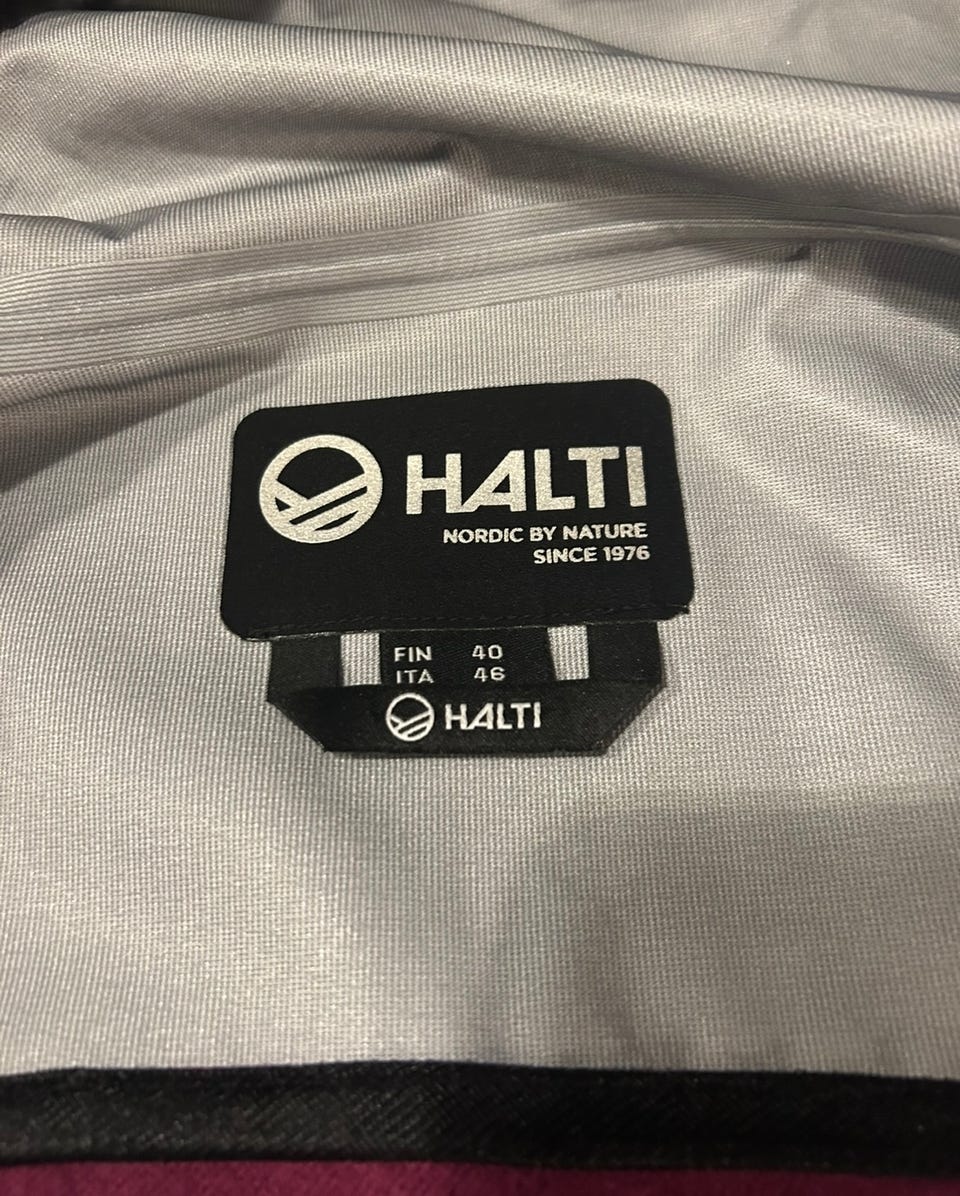 HALTI
NORDIC BY NATURE
SINCE 1976
FIN 40
ITA 46
HALTI